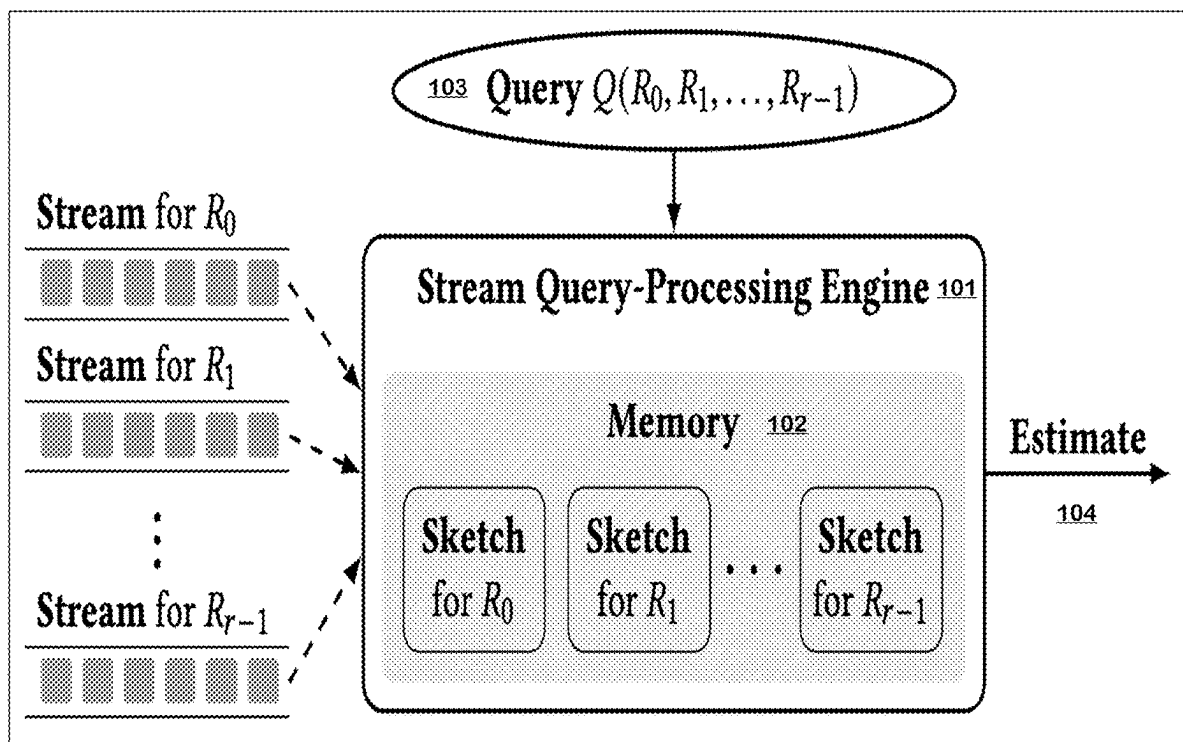 103 Query Q(R₀, R₁, …, Rᵣ₋₁)
Stream for R₀
Stream Query-Processing Engine 101
Stream for R₁
Memory 102
Estimate
104
Sketch
for R₀
Sketch
for R₁
...
Sketch
for Rᵣ₋₁
Stream for Rᵣ₋₁